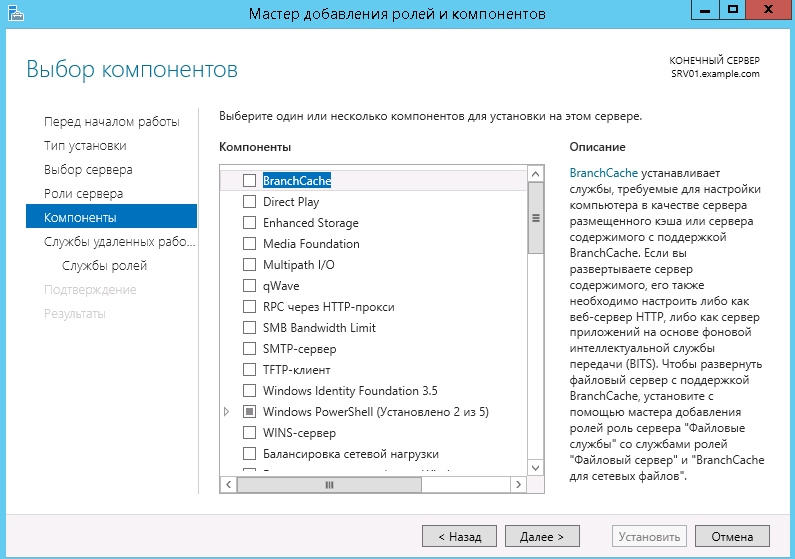 Мастер добавления ролей и компонентов
Выбор компонентов
КОНЕЧНЫЙ СЕРВЕР
SRV01.example.com
Перед началом работы
Тип установки
Выбор сервера
Роли сервера
Компоненты
Службы удаленных рабо...
Службы ролей
Подтверждение
Результаты
Выберите один или несколько компонентов для установки на этом сервере.
Компоненты
BranchCache
Direct Play
Enhanced Storage
Media Foundation
Multipath I/O
qWave
RPC через HTTP-прокси
SMB Bandwidth Limit
SMTP-сервер
TFTP-клиент
Windows Identity Foundation 3.5
Windows PowerShell (Установлено 2 из 5)
WINS-сервер
Балансировка сетевой нагрузки
Описание
BranchCache устанавливает
службы, требуемые для настройки
компьютера в качестве сервера
размещенного кэша или сервера
содержимого с поддержкой
BranchCache. Если вы
развертываете сервер
содержимого, его также
необходимо настроить либо как
веб-сервер HTTP, либо как сервер
приложений на основе фоновой
интеллектуальной службы
передачи (BITS). Чтобы развернуть
файловый сервер с поддержкой
BranchCache, установите с
помощью мастера добавления
ролей роль сервера "Файловые
службы" со службами ролей
"Файловый сервер" и "BranchCache
для сетевых файлов".
< Назад
Далее >
Установить
Отмена